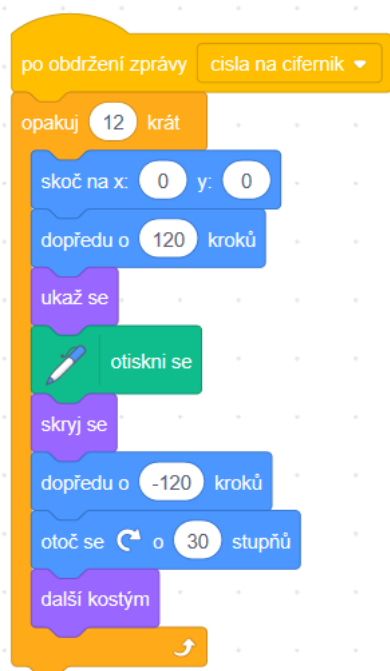 po obdržení zprávy cisla na cifernik
opakuj 12 krát
skoč na x: 0 y: 0
dopředu o 120 kroků
ukaž se
otiskni se
skryj se
dopředu o -120 kroků
otoč se o 30 stupňů
další kostým